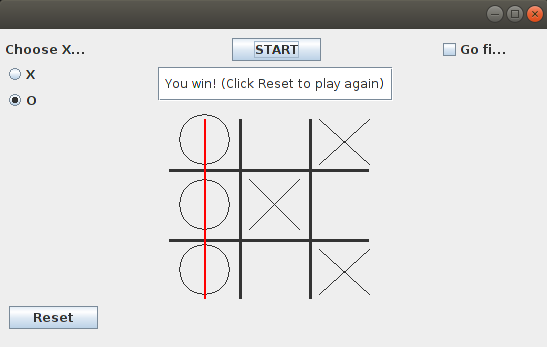 Choose X...
START
Go fi...
X
You win! (Click Reset to play again)
O
Reset